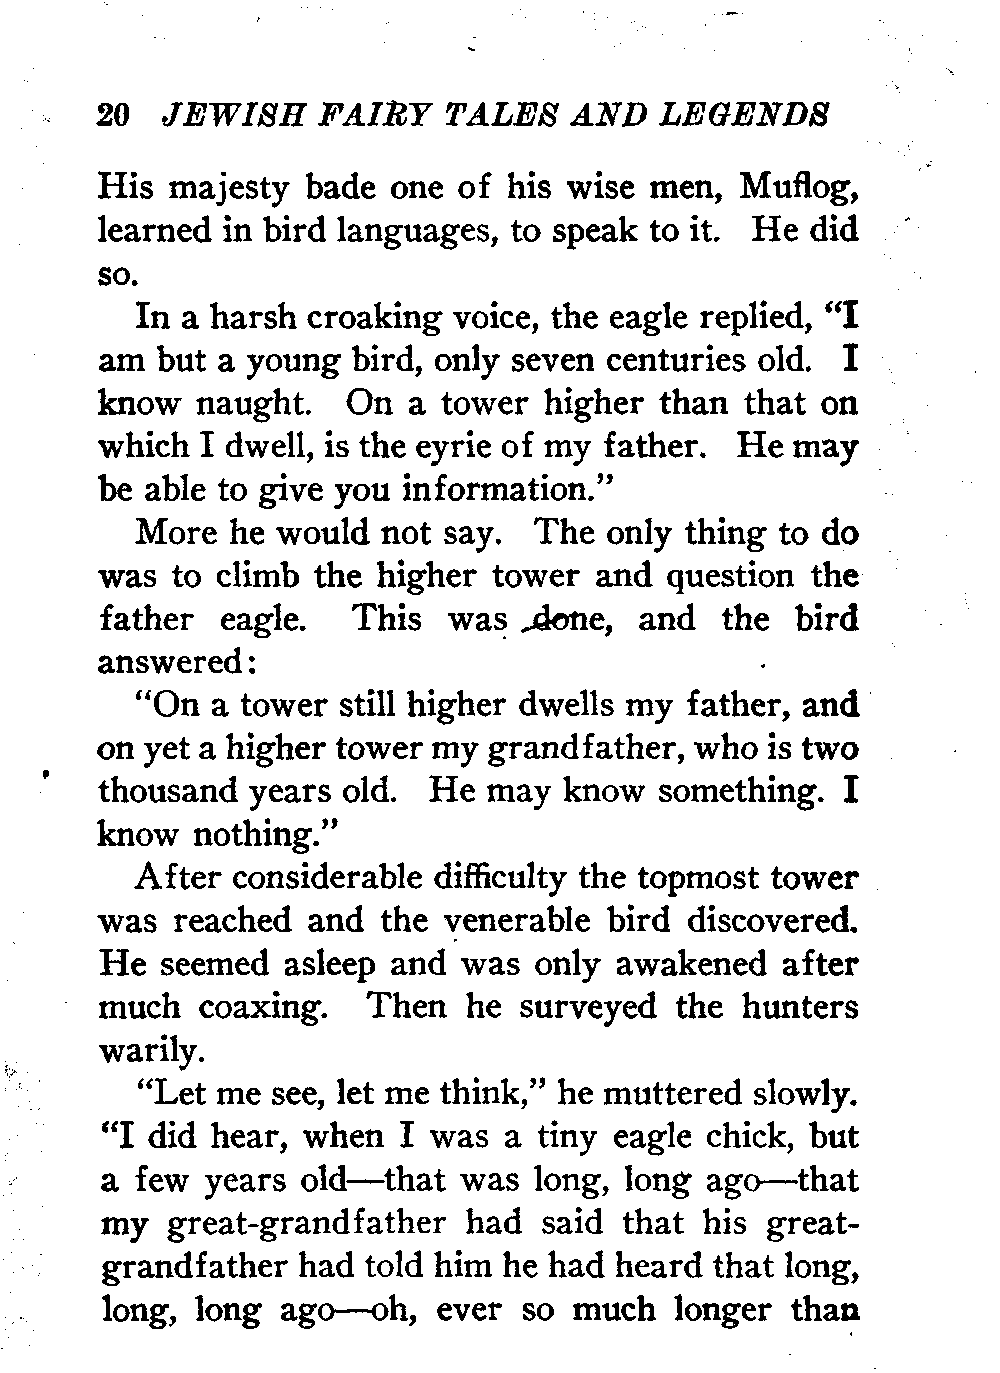 20 JEWISH FAIRY TALES AND LEGENDS
His majesty bade one of his wise men, Muflog,
learned in bird languages, to speak to it. He did
so.
In a harsh croaking voice, the eagle replied, “I
am but a young bird, only seven centuries old. I
know naught. On a tower higher than that on
which I dwell, is the eyrie of my father. He may
be able to give you information.”
More he would not say. The only thing to do
was to climb the higher tower and question the
father eagle. This was done, and the bird
answered:
“On a tower still higher dwells my father, and
on yet a higher tower my grandfather, who is two
thousand years old. He may know something. I
know nothing.”
After considerable difficulty the topmost tower
was reached and the venerable bird discovered.
He seemed asleep and was only awakened after
much coaxing. Then he surveyed the hunters
warily.
“Let me see, let me think,” he muttered slowly.
“I did hear, when I was a tiny eagle chick, but
a few years old—that was long, long ago—that
my great-grandfather had said that his great-
grandfather had told him he had heard that long,
long, long ago—oh, ever so much longer than